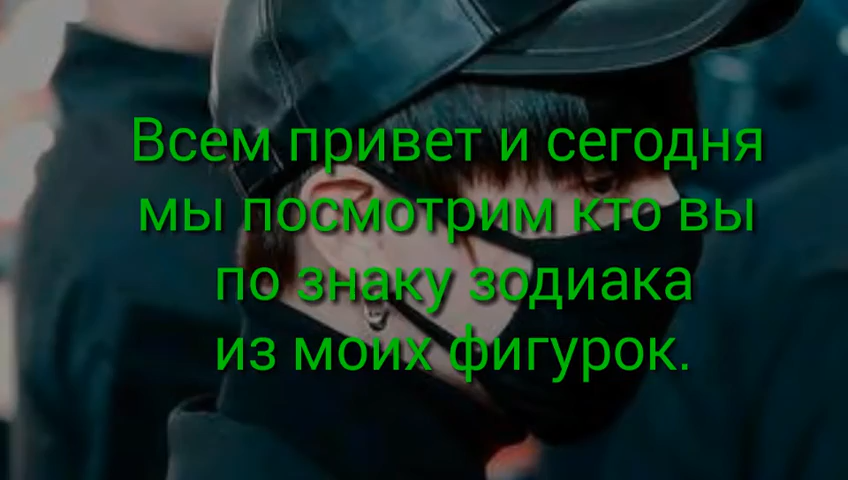 Всем привет и сегодня
мы посмотрим кто вы
по знаку зодиака
из моих фигурок.